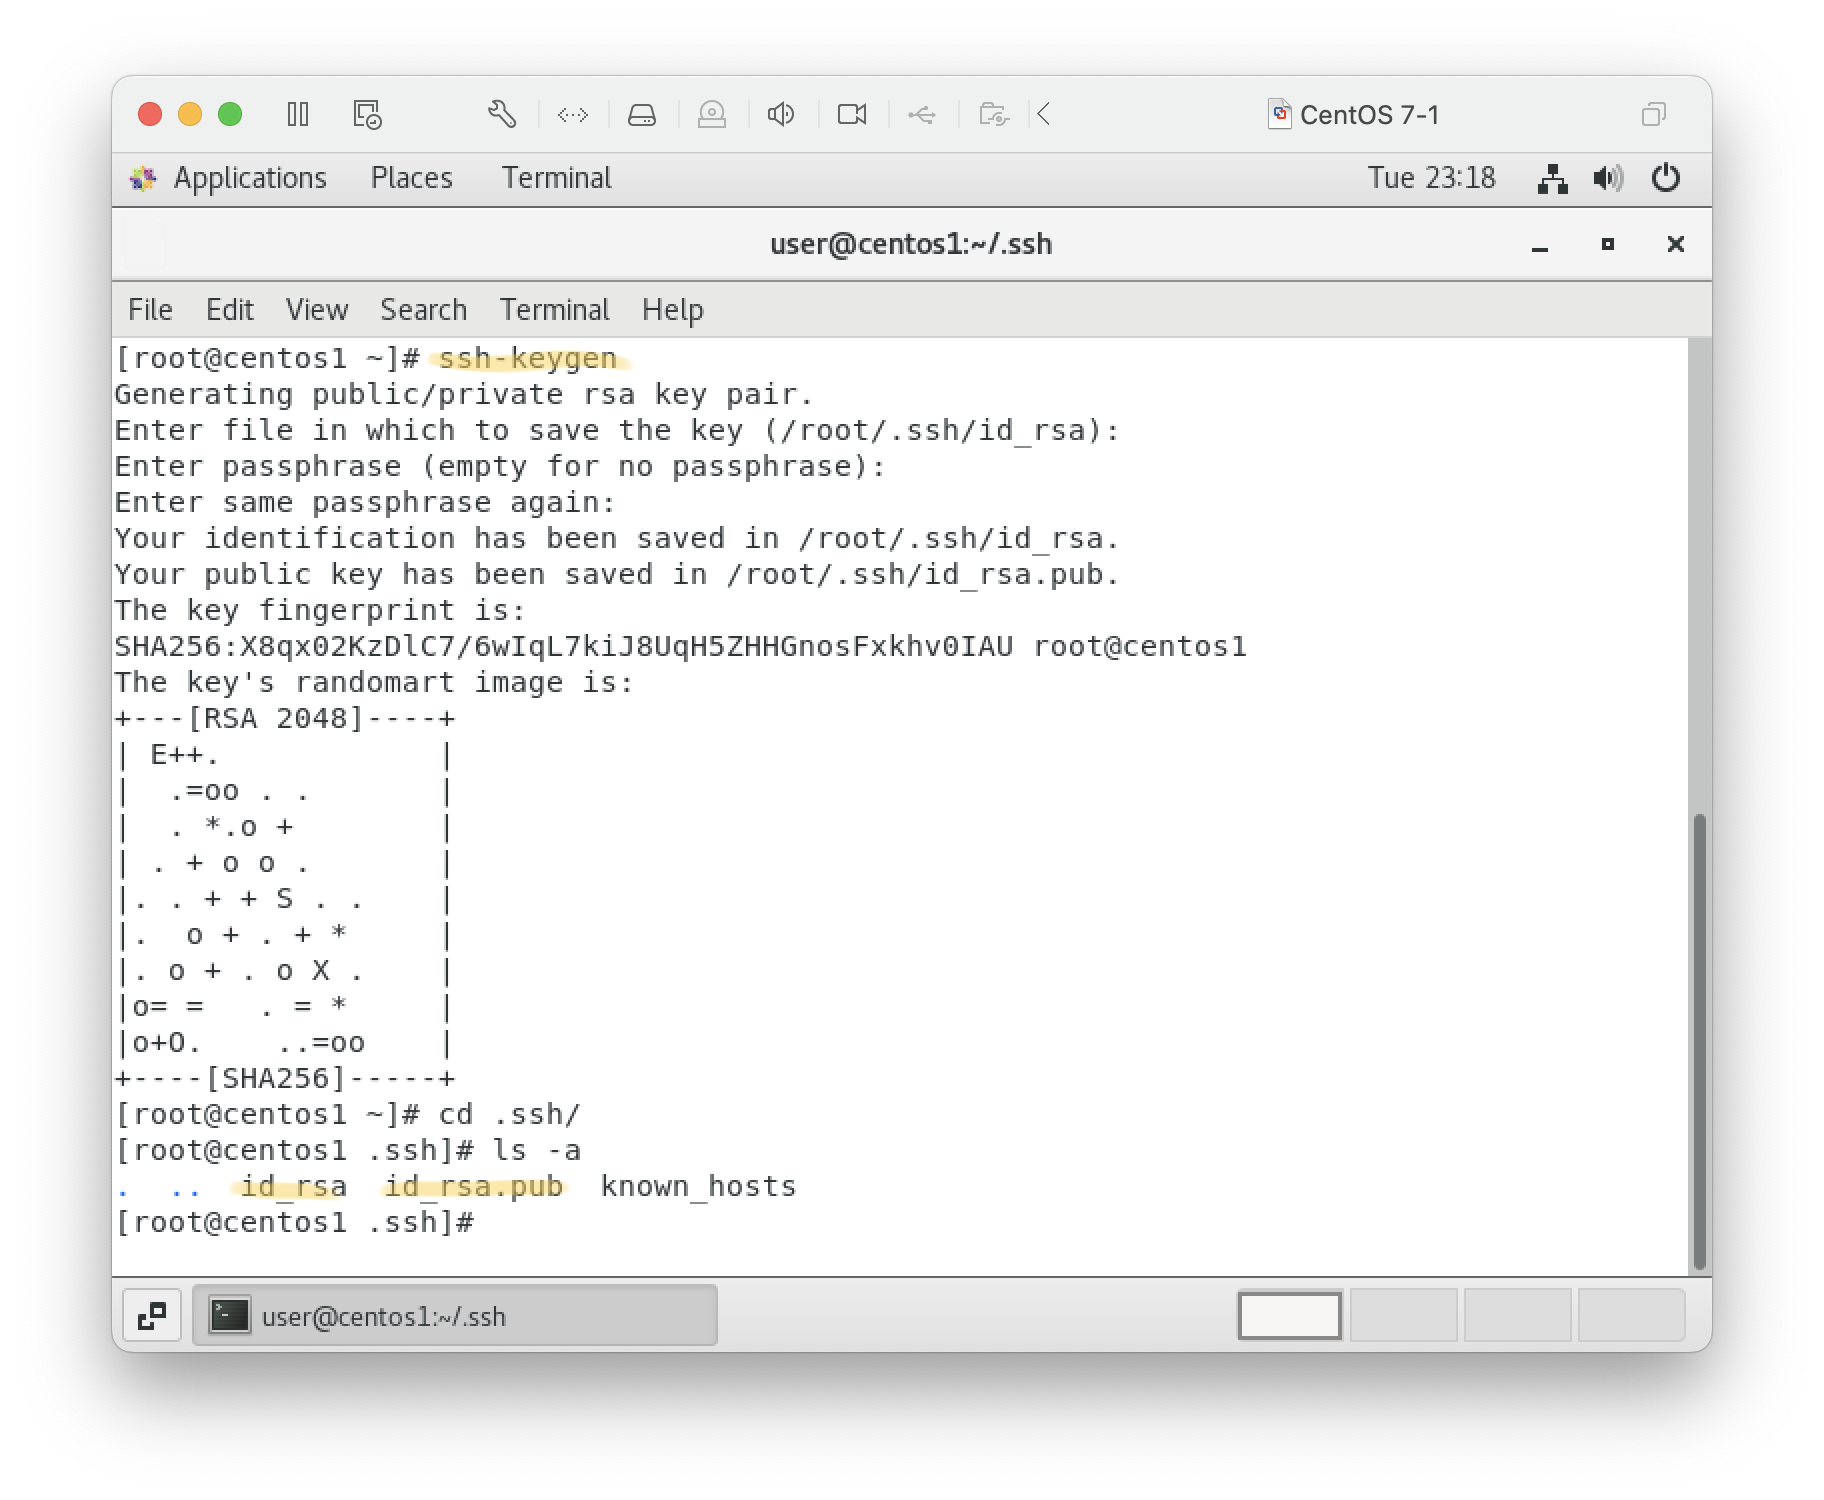 CentOS 7-1
Applications Places Terminal Tue 23:18
user@centos1:~/.ssh
File Edit View Search Terminal Help
[root@centos1 ~]# ssh-keygen
Generating public/private rsa key pair.
Enter file in which to save the key (/root/.ssh/id_rsa):
Enter passphrase (empty for no passphrase):
Enter same passphrase again:
Your identification has been saved in /root/.ssh/id_rsa.
Your public key has been saved in /root/.ssh/id_rsa.pub.
The key fingerprint is:
SHA256:X8qx02KzDlC7/6wIqL7kiJ8UqH5ZHHGnosFxkhv0IAU root@centos1
The key's randomart image is:
+---[RSA 2048]----+
| E++.            |
|  .=oo . .       |
|  . *.o +        |
| . + o o .       |
|. . + + S . .    |
|.  o + . + *     |
|. o + . o X .    |
|o= =   . = *     |
|o+O.    ..=oo    |
+----[SHA256]-----+
[root@centos1 ~]# cd .ssh/
[root@centos1 .ssh]# ls -a
.  ..  id_rsa  id_rsa.pub  known_hosts
[root@centos1 .ssh]#
user@centos1:~/.ssh